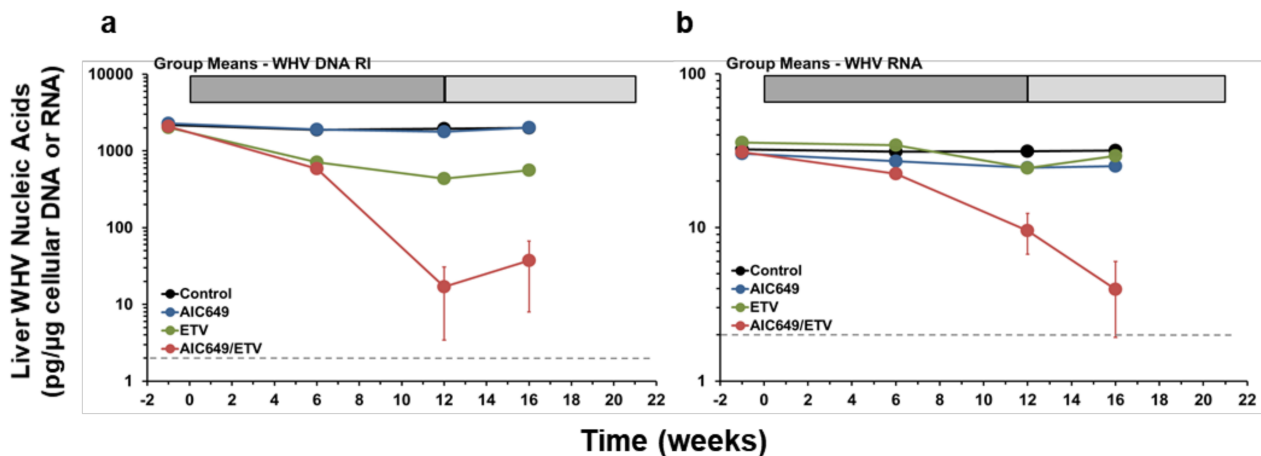 a
b
Group Means - WHV DNA RI
Group Means - WHV RNA
Liver WHV Nucleic Acids
(pg/µg cellular DNA or RNA)
10000
1000
100
10
1
Control
AIC649
ETV
AIC649/ETV
-2 0 2 4 6 8 10 12 14 16 18 20 22
100
10
1
Control
AIC649
ETV
AIC649/ETV
-2 0 2 4 6 8 10 12 14 16 18 20 22
Time (weeks)